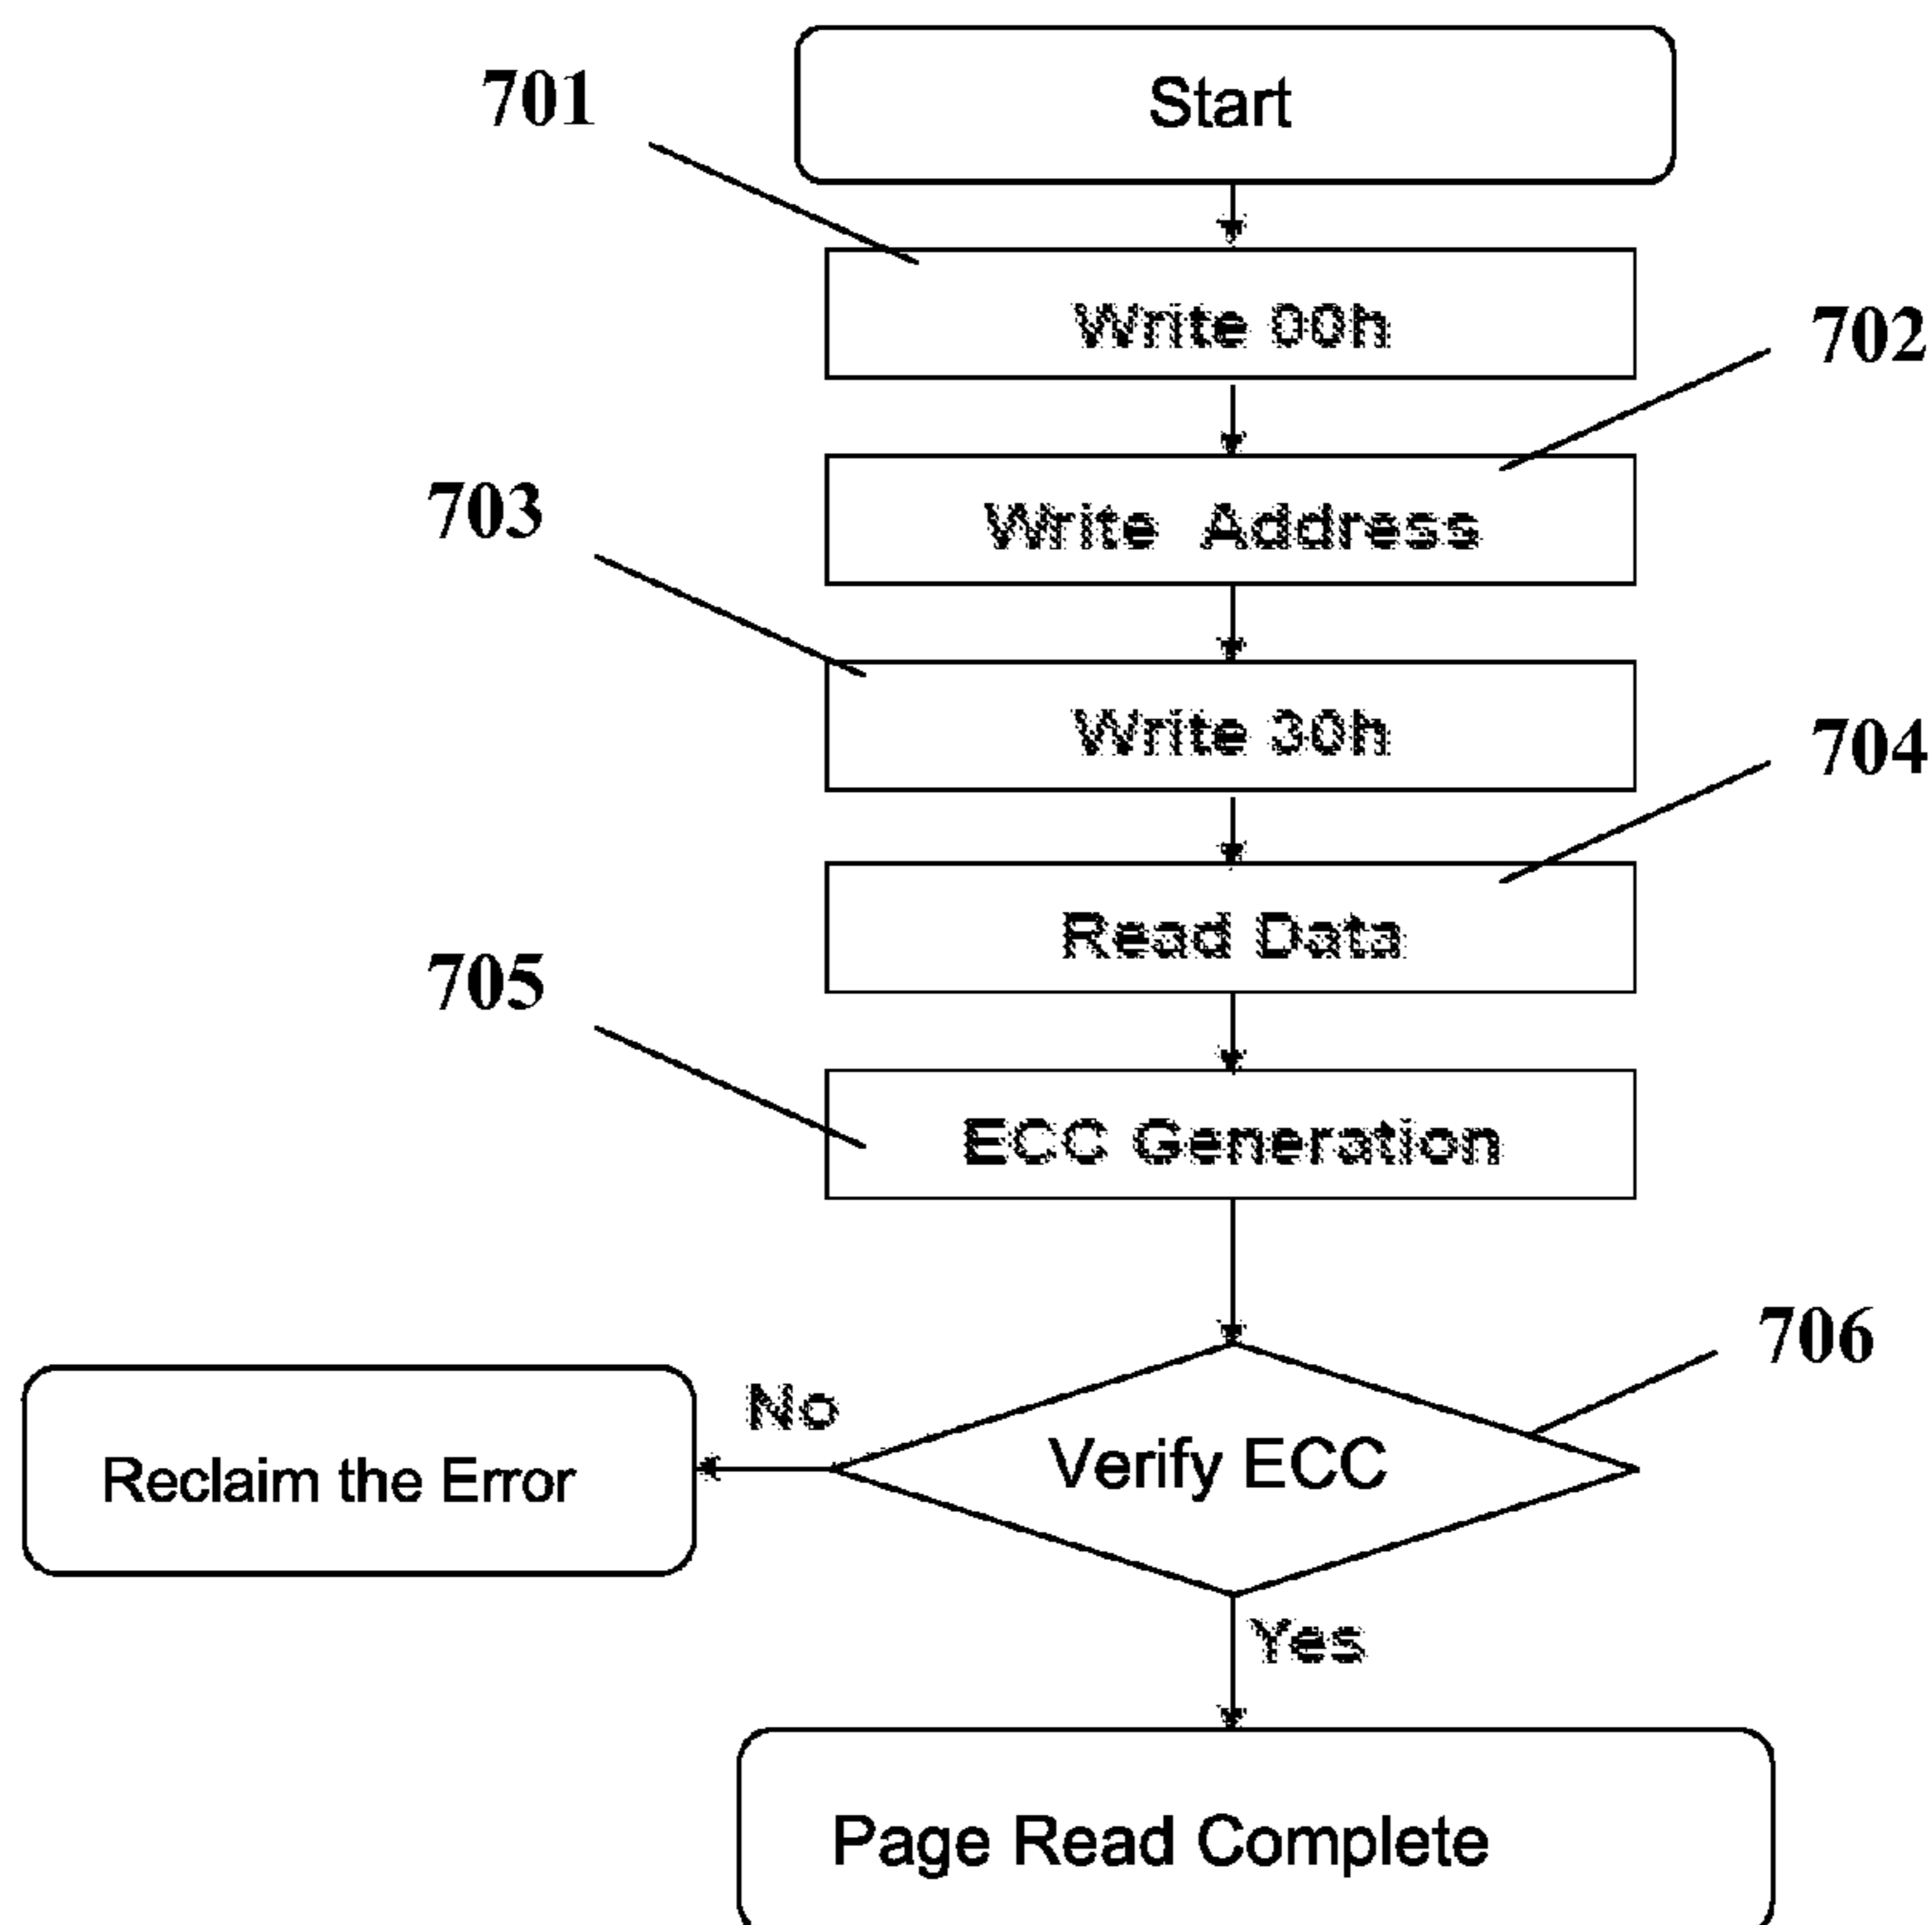 Start
701
Write 00h
702
Write Address
703
Write 30h
704
Read Data
705
ECC Generation
706
No
Verify ECC
Reclaim the Error
Yes
Page Read Complete